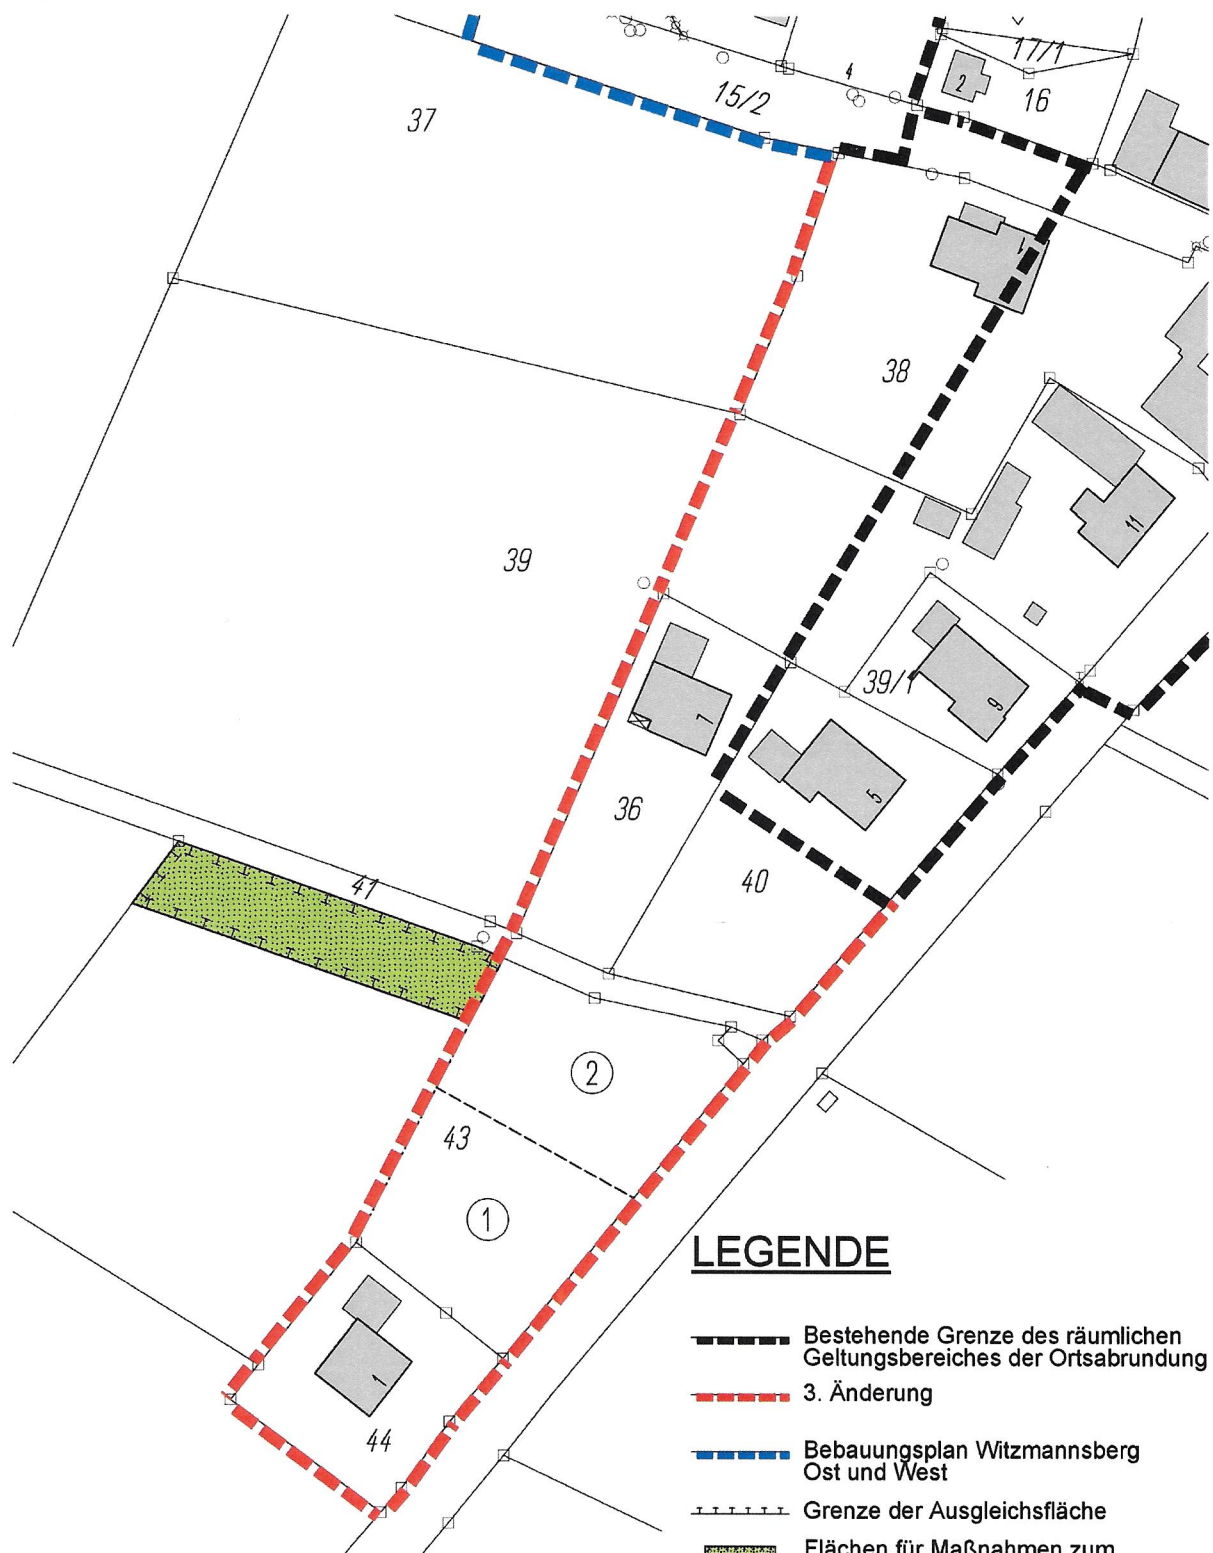 17/1
4
2
16
15/2
37
38
11
39
39/1
9
7
5
36
40
41
2
43
1
LEGENDE
Bestehende Grenze des räumlichen
Geltungsbereiches der Ortsabrundung
1
3. Änderung
44
Bebauungsplan Witzmannsberg
Ost und West
Grenze der Ausgleichsfläche
Flächen für Maßnahmen zum